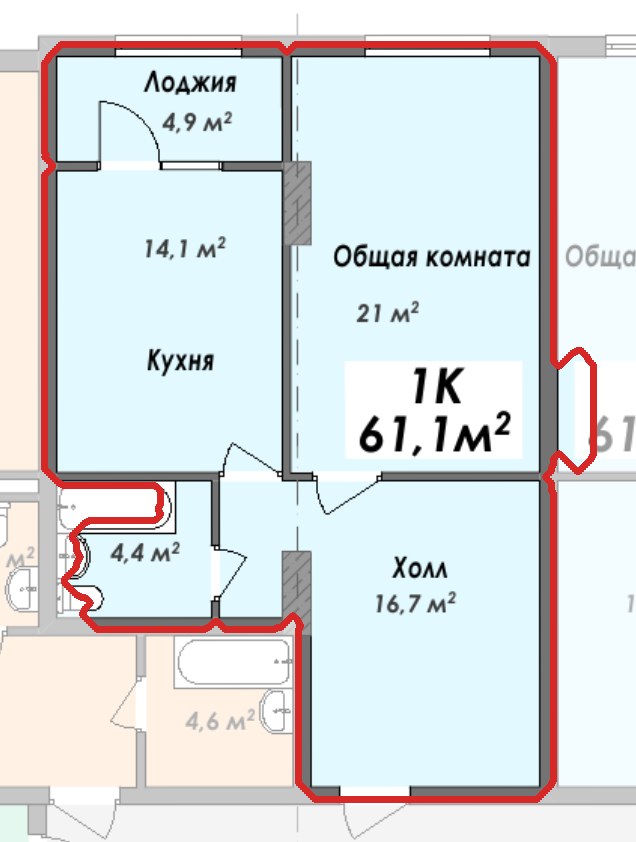 Лоджия
4,9 м²
14,1 м²
Кухня
Общая комната
21 м²
1К
61,1м²
Обща
61
4,4 м²
м²
Холл
16,7 м²
1
4,6 м²